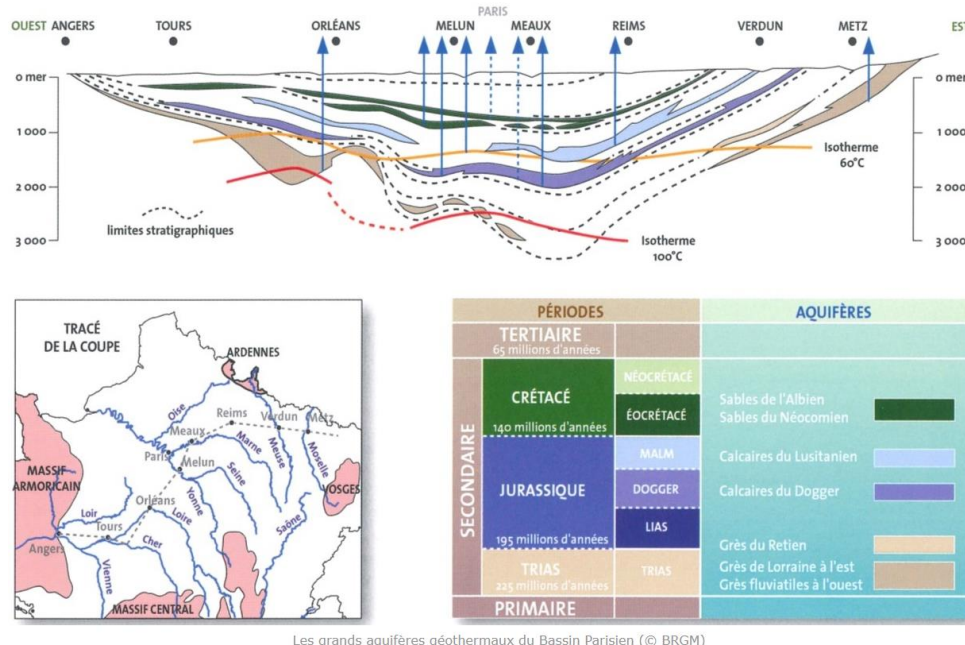 PARIS
OUEST ANGERS TOURS ORLÉANS MELUN MEAUX REIMS VERDUN METZ EST
0 mer 0 mer
1 000 1 000
Isotherme
60°C
2 000 2 000
limites stratigraphiques
3 000 3 000
Isotherme
100°C
TRACÉ
DE LA COUPE
ARDENNES
Oise
Reims Verdun Metz
Meaux
Marne
Meuse
Moselle
Paris
Melun
MASSIF
ARMORICAIN
Seine
VOSGES
Orléans
Yonne
Loir
Loire
Saône
Tours
Angers
Cher
Vienne
MASSIF CENTRAL
PÉRIODES AQUIFÈRES
TERTIAIRE
65 millions d'années
SECONDAIRE
CRÉTACÉ
140 millions d'années
NÉOCRÉTACÉ
ÉOCRÉTACÉ
Sables de l'Albien
Sables du Néocomien
JURASSIQUE
195 millions d'années
MALM
Calcaires du Lusitanien
DOGGER
Calcaires du Dogger
LIAS
TRIAS
225 millions d'années
TRIAS
Grès du Retien
Grès de Lorraine à l'est
Grès fluviatiles à l'ouest
PRIMAIRE
Les grands aquifères géothermaux du Bassin Parisien (© BRGM)